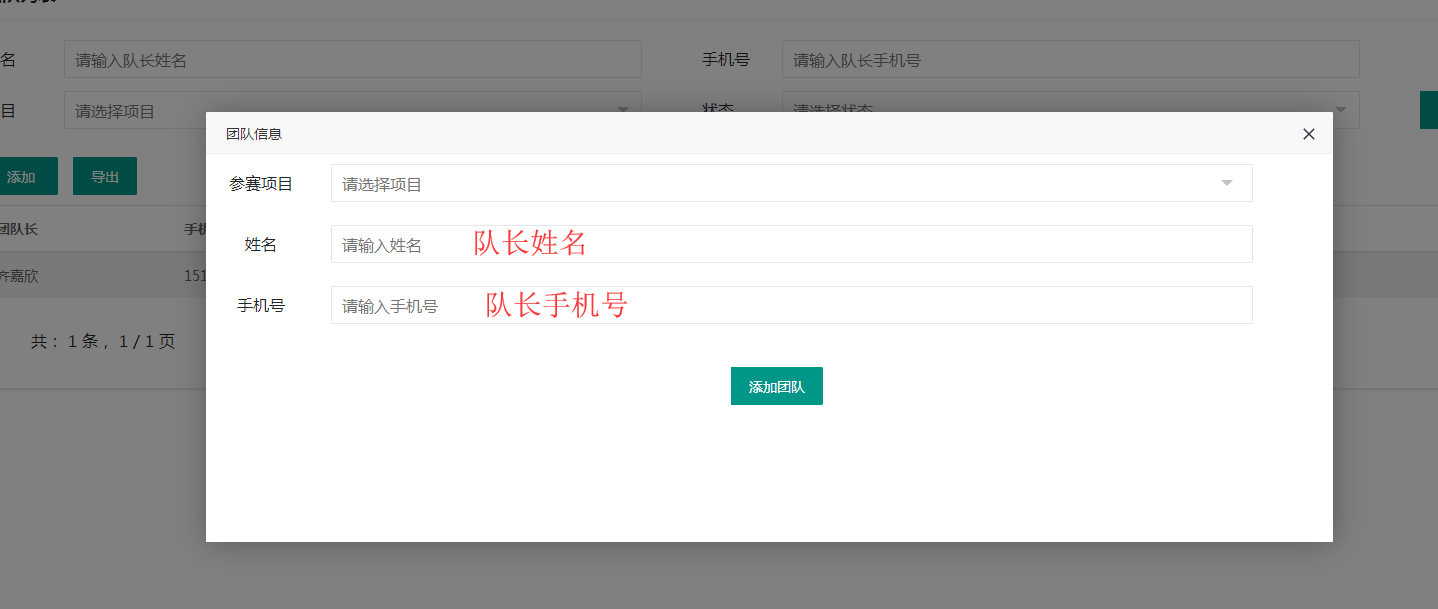 名 请输入队长姓名 手机号 请输入队长手机号
目 请选择项目 状态 请选择状态
团队信息
参赛项目 请选择项目
添加 导出
团队长 手机
姓名 请输入姓名 队长姓名
齐嘉欣 151
手机号 请输入手机号 队长手机号
共：1 条，1 / 1 页
添加团队